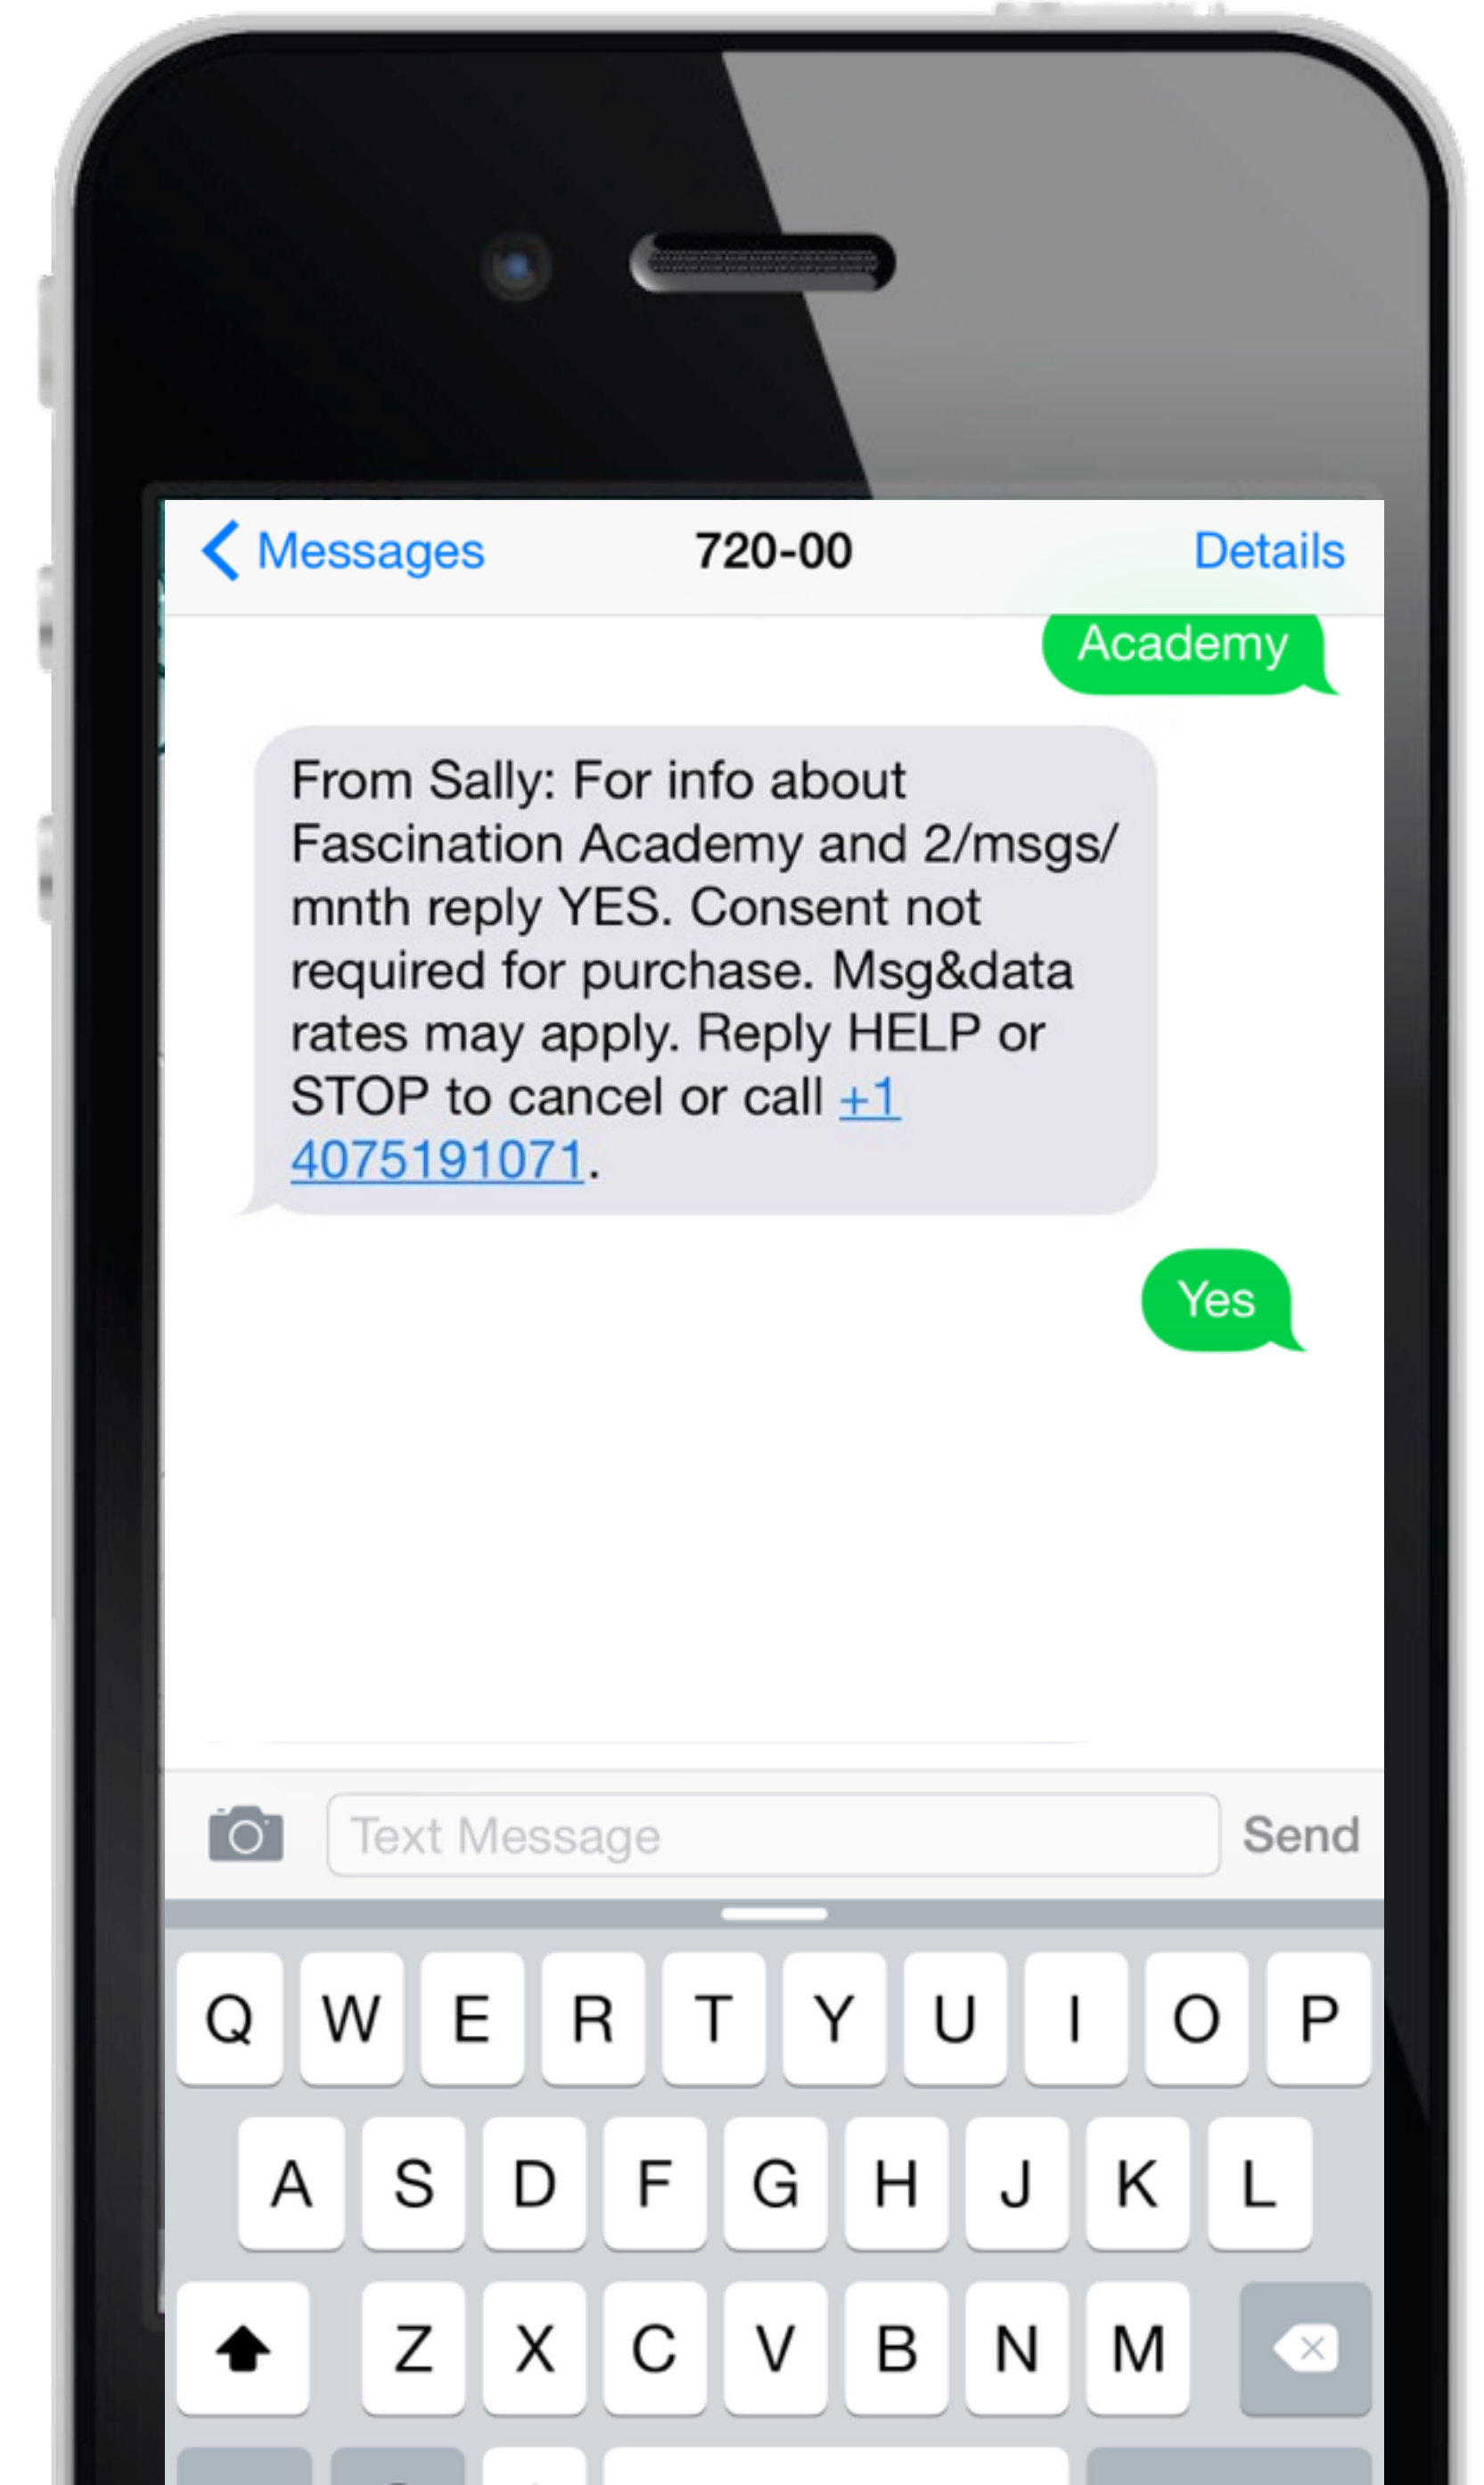 Messages 720-00 Details
Academy
From Sally: For info about
Fascination Academy and 2/msgs/
mnth reply YES. Consent not
required for purchase. Msg&data
rates may apply. Reply HELP or
STOP to cancel or call +1
4075191071.
Yes
Text Message Send
Q W E R T Y U I O P
A S D F G H J K L
Z X C V B N M